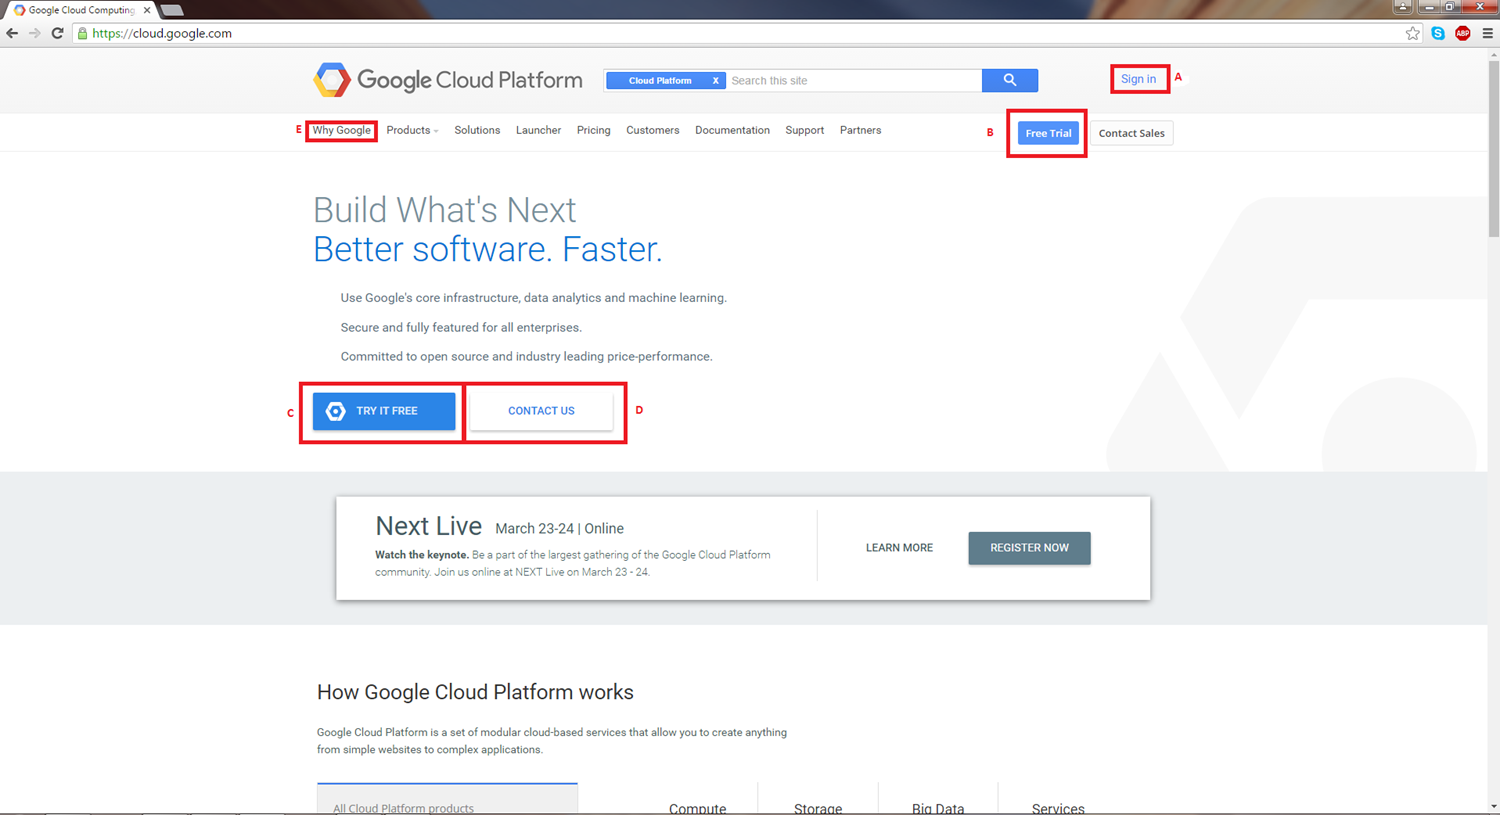 Google Cloud Computing
https://cloud.google.com
ABP
Google Cloud Platform
Cloud Platform X Search this site
Sign in A
E Why Google Products Solutions Launcher Pricing Customers Documentation Support Partners B Free Trial Contact Sales
Build What's Next
Better software. Faster.
Use Google's core infrastructure, data analytics and machine learning.
Secure and fully featured for all enterprises.
Committed to open source and industry leading price-performance.
C TRY IT FREE CONTACT US D
Next Live March 23-24 | Online
Watch the keynote. Be a part of the largest gathering of the Google Cloud Platform
community. Join us online at NEXT Live on March 23 - 24.
LEARN MORE REGISTER NOW
How Google Cloud Platform works
Google Cloud Platform is a set of modular cloud-based services that allow you to create anything
from simple websites to complex applications.
All Cloud Platform products Compute Storage Big Data Services